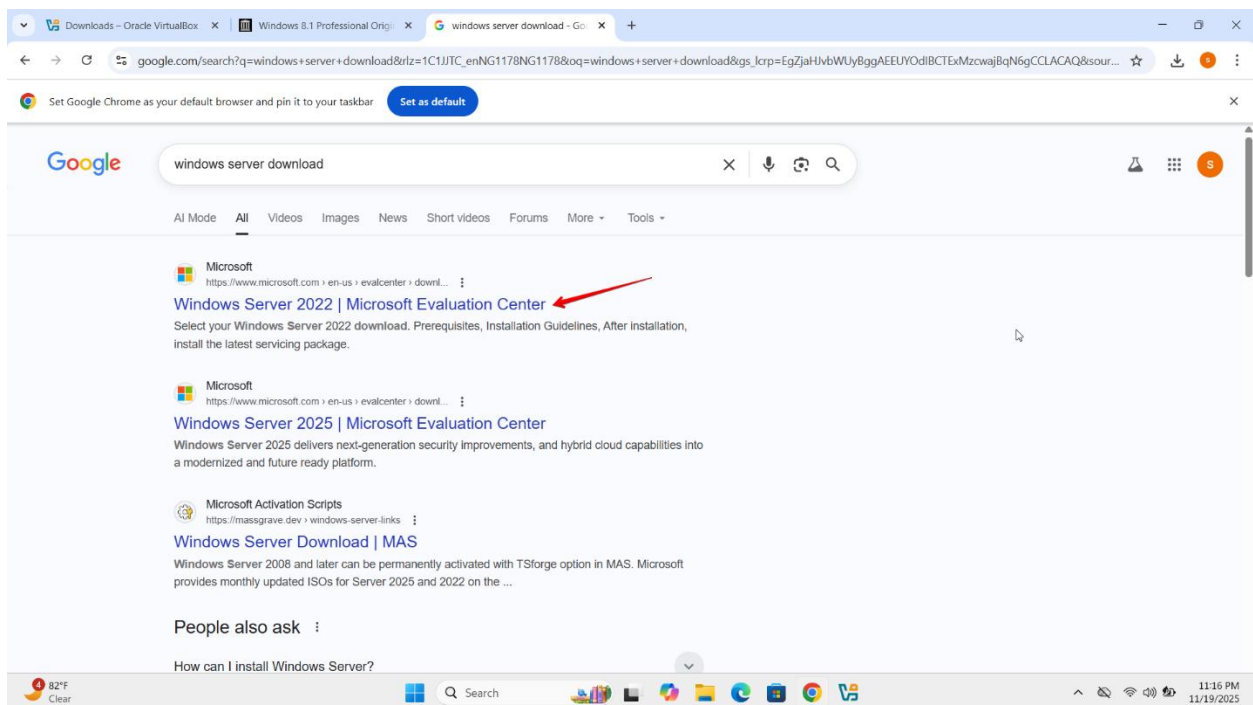 Downloads – Oracle VirtualBox
Windows 8.1 Professional Origi
windows server download - Go
google.com/search?q=windows+server+download&rlz=1C1JJTC_enNG1178NG1178&oq=windows+server+download&gs_lcrp=EgZjaHJvbWUyBggAEEUYOdIBCTExMzcwajBqN6gCCLACAQ&sour...
Set Google Chrome as your default browser and pin it to your taskbar
Set as default
Google
windows server download
S
AI Mode All Videos Images News Short videos Forums More Tools
Microsoft
https://www.microsoft.com › en-us › evalcenter › downl...
Windows Server 2022 | Microsoft Evaluation Center
Select your Windows Server 2022 download. Prerequisites, Installation Guidelines, After installation,
install the latest servicing package.
Microsoft
https://www.microsoft.com › en-us › evalcenter › downl...
Windows Server 2025 | Microsoft Evaluation Center
Windows Server 2025 delivers next-generation security improvements, and hybrid cloud capabilities into
a modernized and future ready platform.
Microsoft Activation Scripts
https://massgrave.dev › windows-server-links
Windows Server Download | MAS
Windows Server 2008 and later can be permanently activated with TSforge option in MAS. Microsoft
provides monthly updated ISOs for Server 2025 and 2022 on the ...
People also ask
How can I install Windows Server?
4
82°F
Clear
Search
11:16 PM
11/19/2025